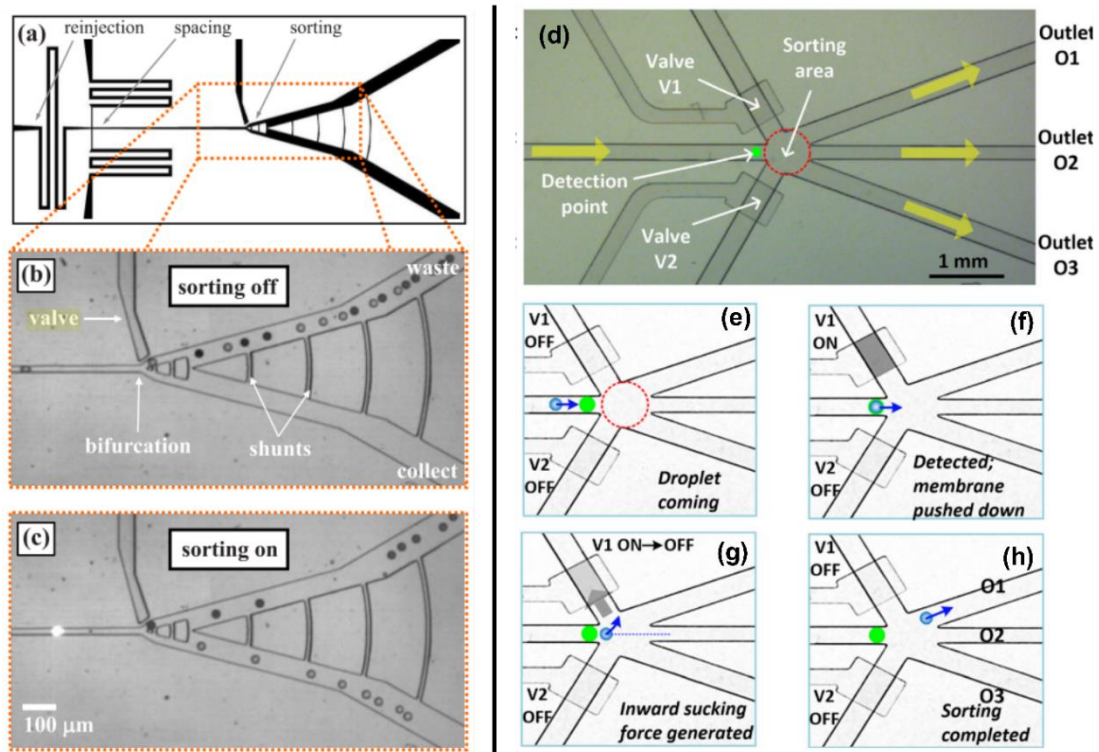 (a)
reinjection
spacing
sorting
(b)
sorting off
waste
valve
bifurcation
shunts
collect
(c)
sorting on
100 µm
(d)
Valve
V1
Sorting
area
Outlet
O1
Outlet
O2
Detection
point
Valve
V2
Outlet
O3
1 mm
(e)
V1
OFF
V2
OFF
Droplet
coming
(f)
V1
ON
V2
OFF
Detected;
membrane
pushed down
(g)
V1 ON→OFF
V2
OFF
Inward sucking
force generated
(h)
V1
OFF
O1
O2
V2
OFF
O3
Sorting
completed